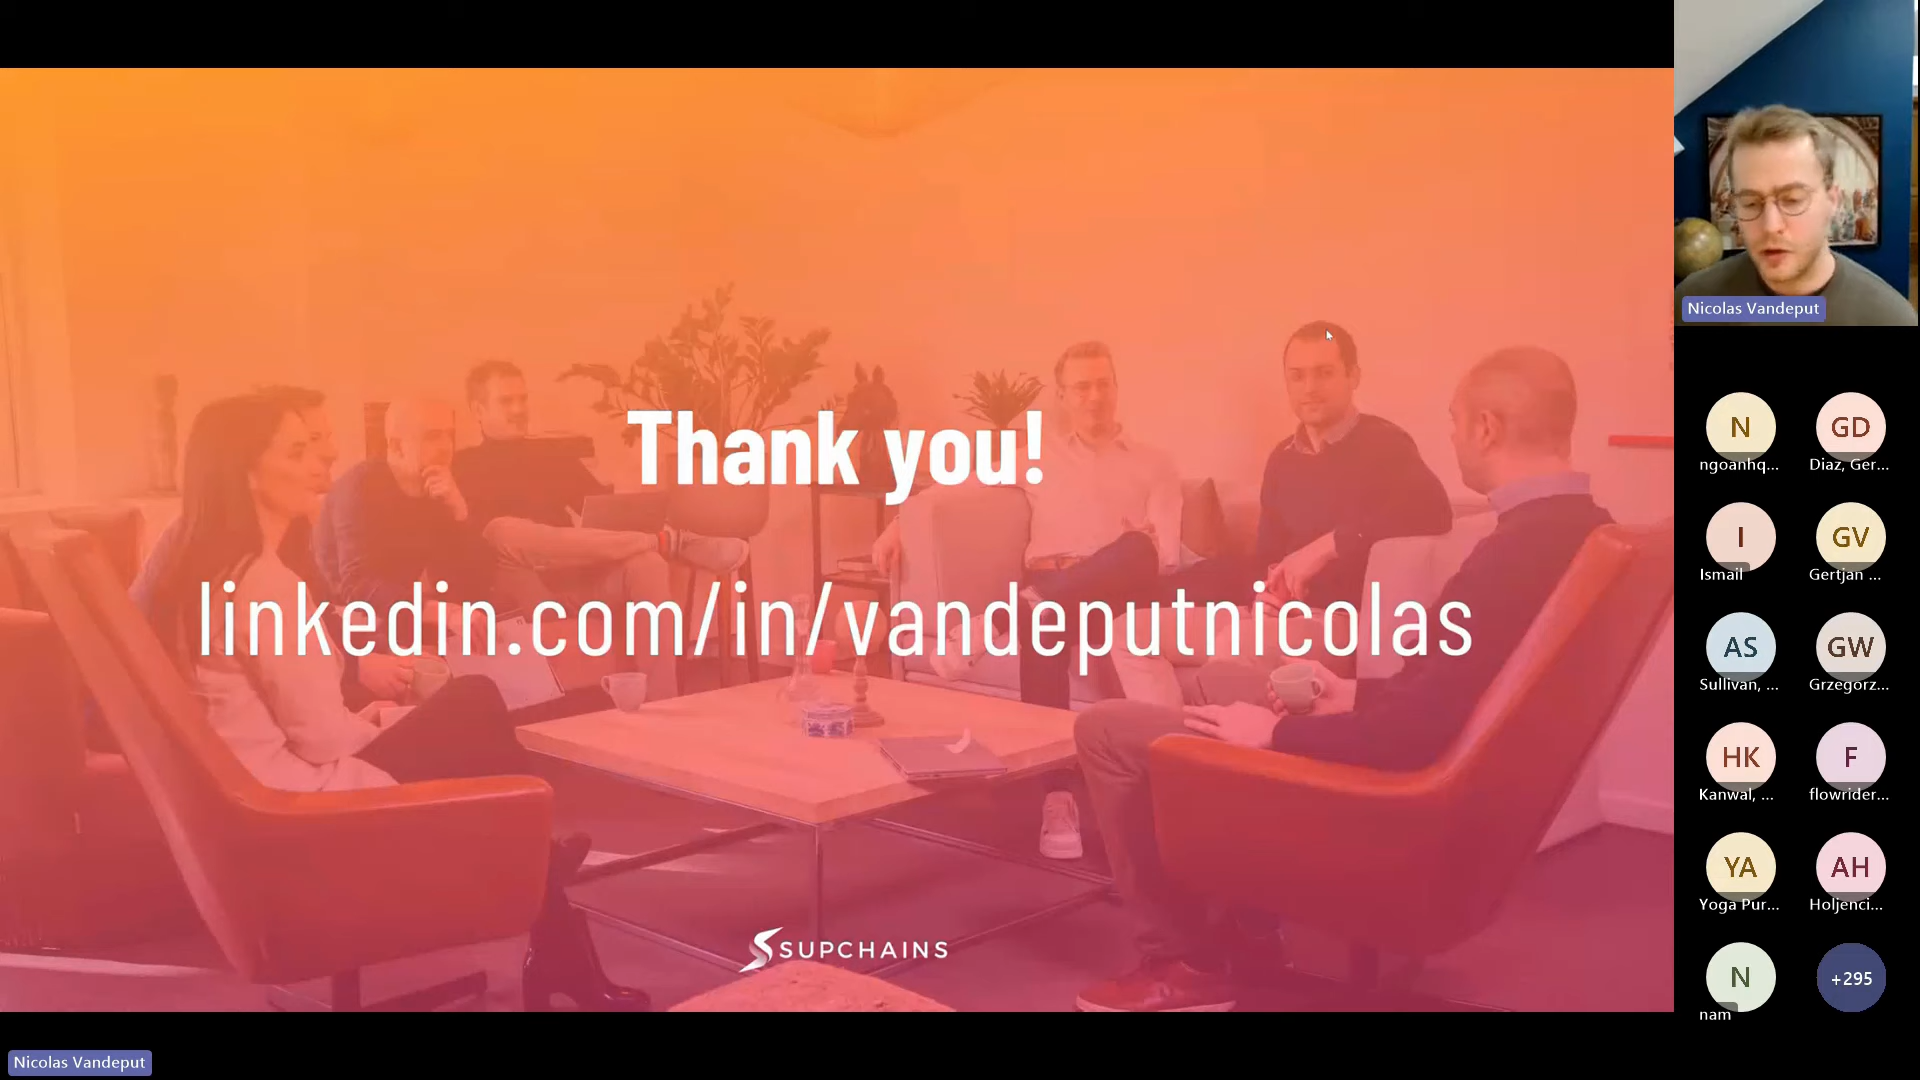 Thank you!
linkedin.com/in/vandeputnicolas
SUPCHAINS
Nicolas Vandeput
Nicolas Vandeput
N
ngoanhq...
GD
Diaz, Ger...
I
Ismail
GV
Gertjan ...
AS
Sullivan, ...
GW
Grzegorz...
HK
Kanwal, ...
F
flowrider...
YA
Yoga Pur...
AH
Holjenci...
N
nam
+295